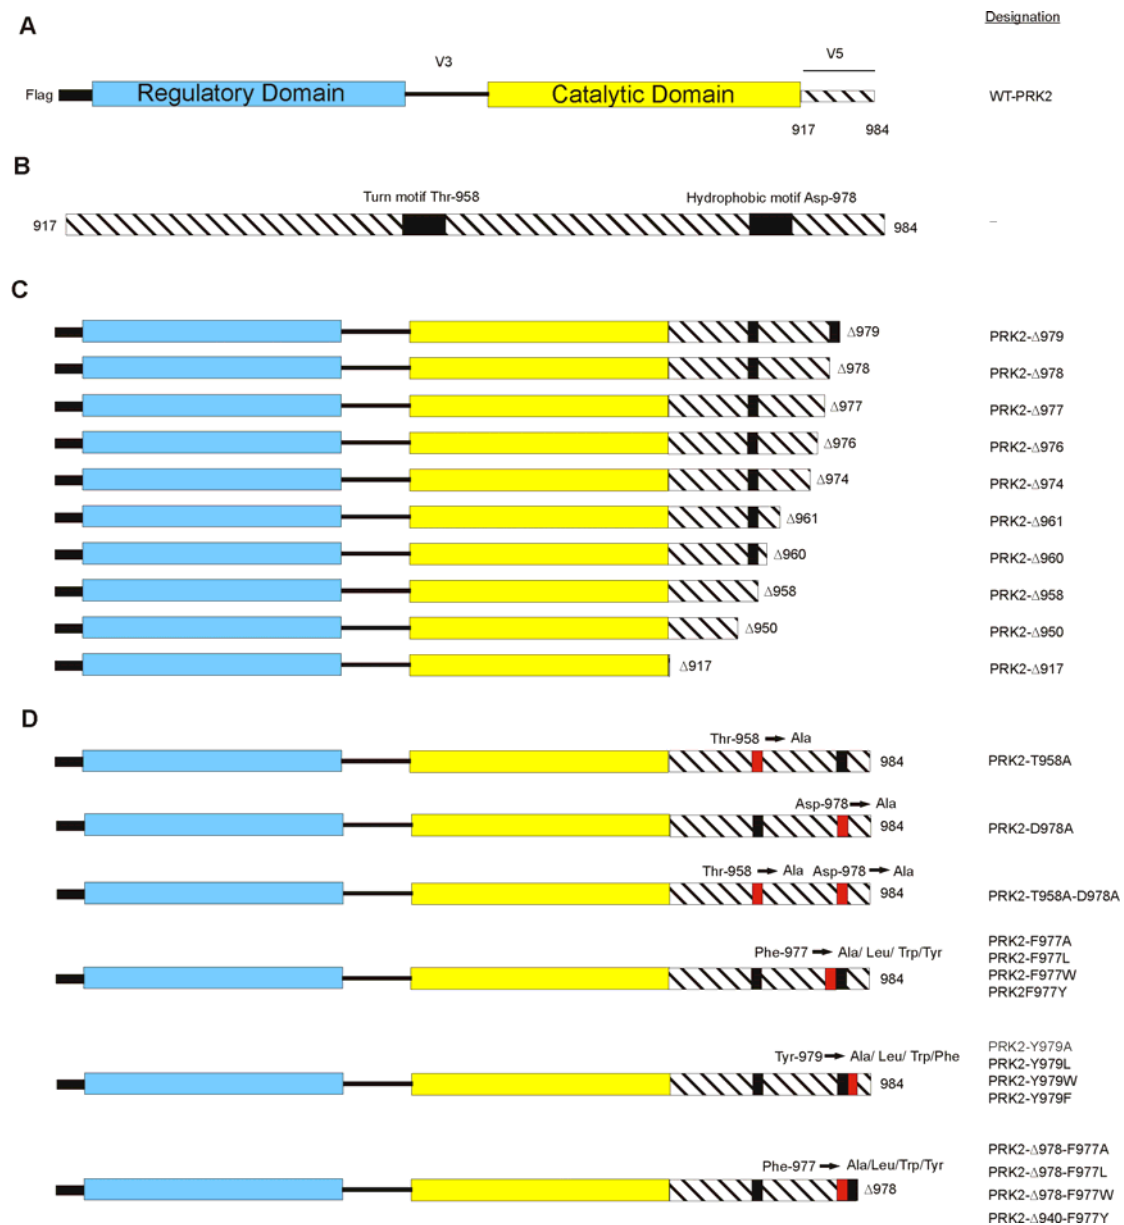 Designation
A
V3
V5
Flag Regulatory Domain Catalytic Domain WT-PRK2
917 984
B
Turn motif Thr-958 Hydrophobic motif Asp-978
917 984 –
C
Δ979 PRK2-Δ979
Δ978 PRK2-Δ978
Δ977 PRK2-Δ977
Δ976 PRK2-Δ976
Δ974 PRK2-Δ974
Δ961 PRK2-Δ961
Δ960 PRK2-Δ960
Δ958 PRK2-Δ958
Δ950 PRK2-Δ950
Δ917 PRK2-Δ917
D
Thr-958 → Ala
984 PRK2-T958A
Asp-978 → Ala
984 PRK2-D978A
Thr-958 → Ala Asp-978 → Ala
984 PRK2-T958A-D978A
Phe-977 → Ala/ Leu/ Trp/Tyr
984
PRK2-F977A
PRK2-F977L
PRK2-F977W
PRK2F977Y
Tyr-979 → Ala/ Leu/ Trp/Phe
984
PRK2-Y979A
PRK2-Y979L
PRK2-Y979W
PRK2-Y979F
Phe-977 → Ala/Leu/Trp/Tyr
Δ978
PRK2-Δ978-F977A
PRK2-Δ978-F977L
PRK2-Δ978-F977W
PRK2-Δ940-F977Y